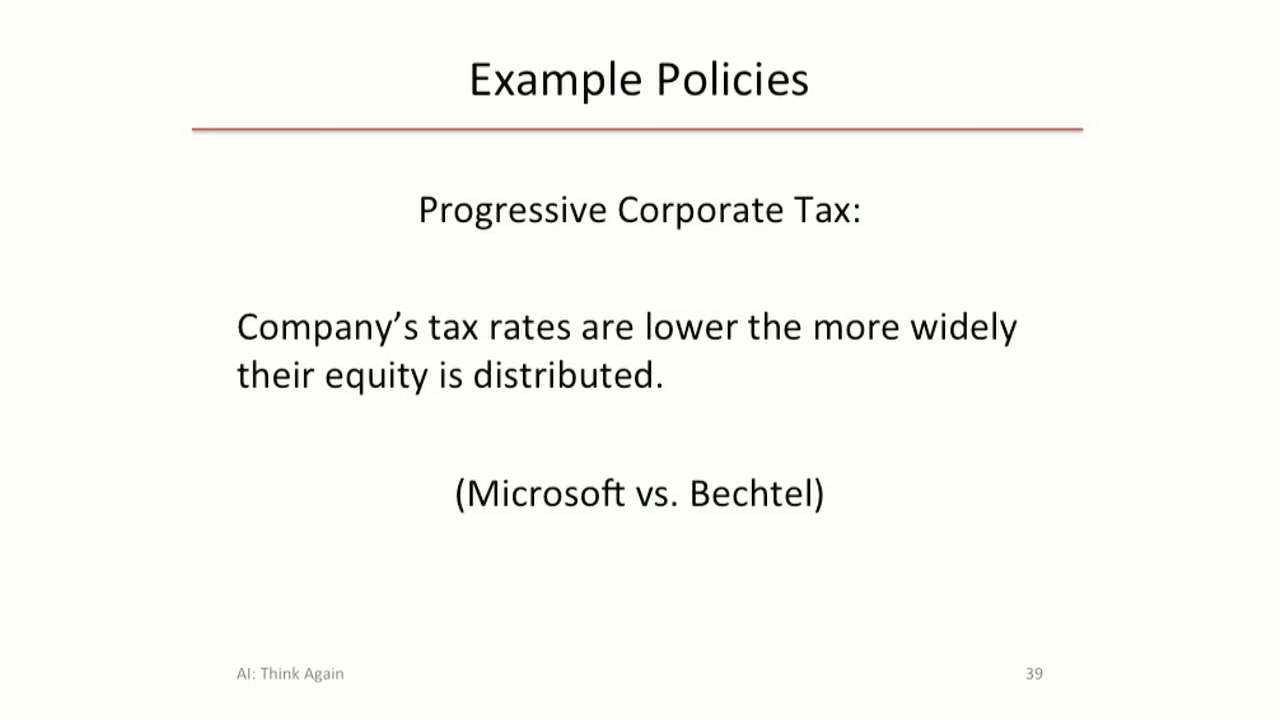 Example Policies
Progressive Corporate Tax:
Company’s tax rates are lower the more widely
their equity is distributed.
(Microsoft vs. Bechtel)
AI: Think Again
39